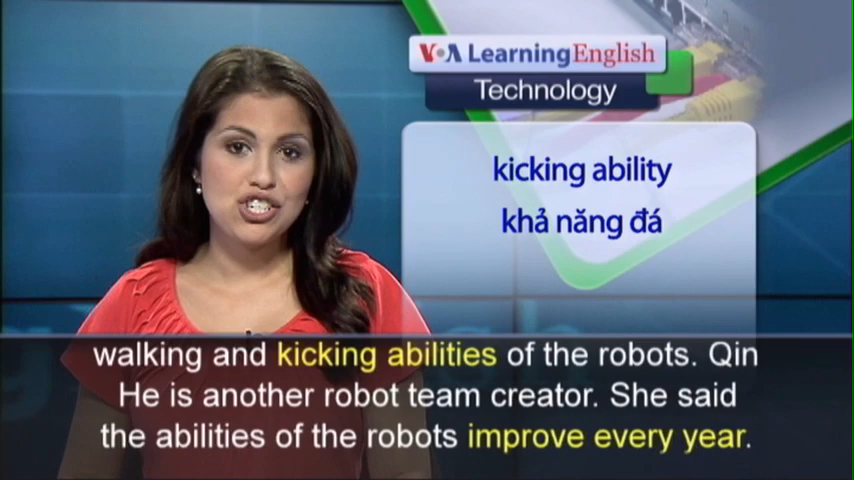 VOA Learning English
Technology
kicking ability
khả năng đá
walking and kicking abilities of the robots. Qin
He is another robot team creator. She said
the abilities of the robots improve every year.